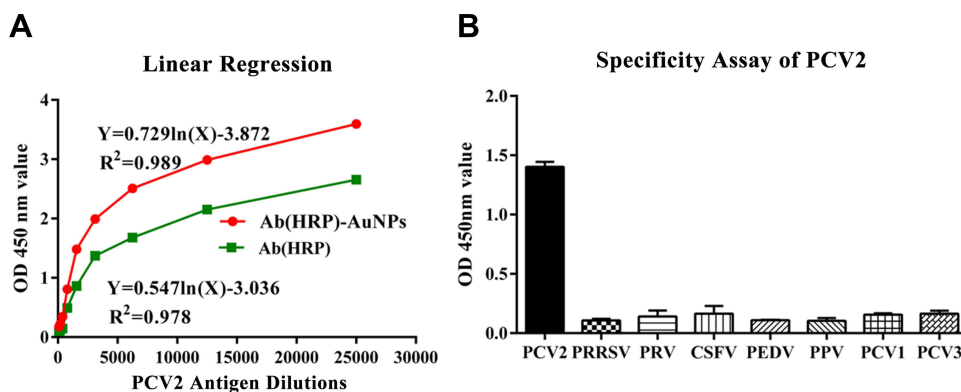 A
Linear Regression
OD 450 nm value
4
3
2
1
0
Y=0.729ln(X)-3.872
R²=0.989
Ab(HRP)-AuNPs
Ab(HRP)
Y=0.547ln(X)-3.036
R²=0.978
0 5000 10000 15000 20000 25000 30000
PCV2 Antigen Dilutions
B
Specificity Assay of PCV2
OD 450nm value
2.0
1.5
1.0
0.5
0.0
PCV2 PRRSV PRV CSFV PEDV PPV PCV1 PCV3